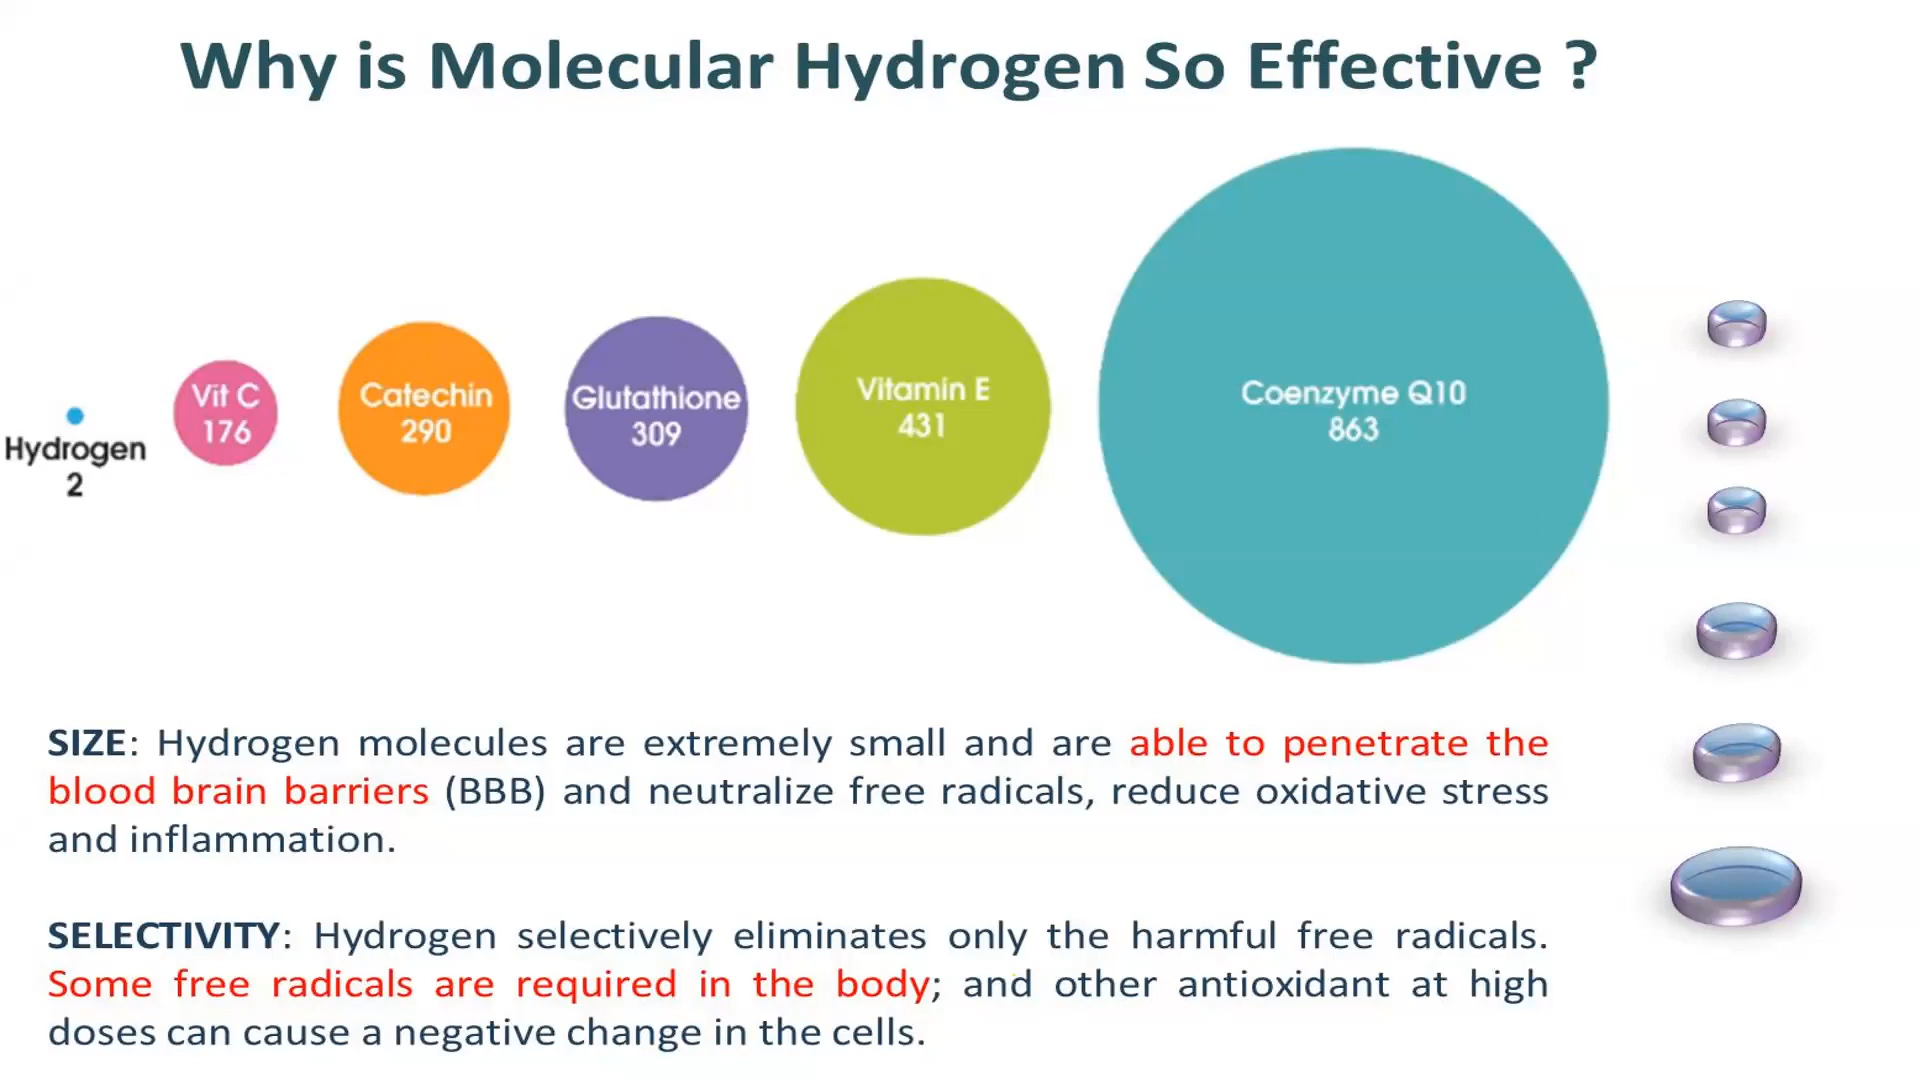 Why is Molecular Hydrogen So Effective ?
Hydrogen
2
Vit C
176
Catechin
290
Glutathione
309
Vitamin E
431
Coenzyme Q10
863
SIZE: Hydrogen molecules are extremely small and are able to penetrate the
blood brain barriers (BBB) and neutralize free radicals, reduce oxidative stress
and inflammation.
SELECTIVITY: Hydrogen selectively eliminates only the harmful free radicals.
Some free radicals are required in the body; and other antioxidant at high
doses can cause a negative change in the cells.